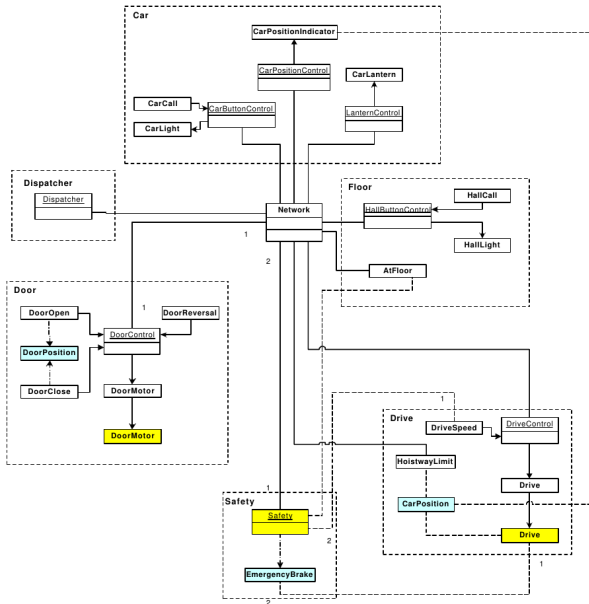 Car
CarPositionIndicator
CarPositionControl
CarLantern
CarCall
CarButtonControl
CarLight
LanternControl
Dispatcher
Dispatcher
Floor
HallCall
Network
HallButtonControl
1
HallLight
2
AtFloor
Door
1
DoorOpen
DoorReversal
DoorControl
DoorPosition
DoorClose
DoorMotor
1
Drive
DriveSpeed
DriveControl
DoorMotor
HoistwayLimit
Drive
1
Safety
CarPosition
Safety
Drive
2
1
EmergencyBrake
2